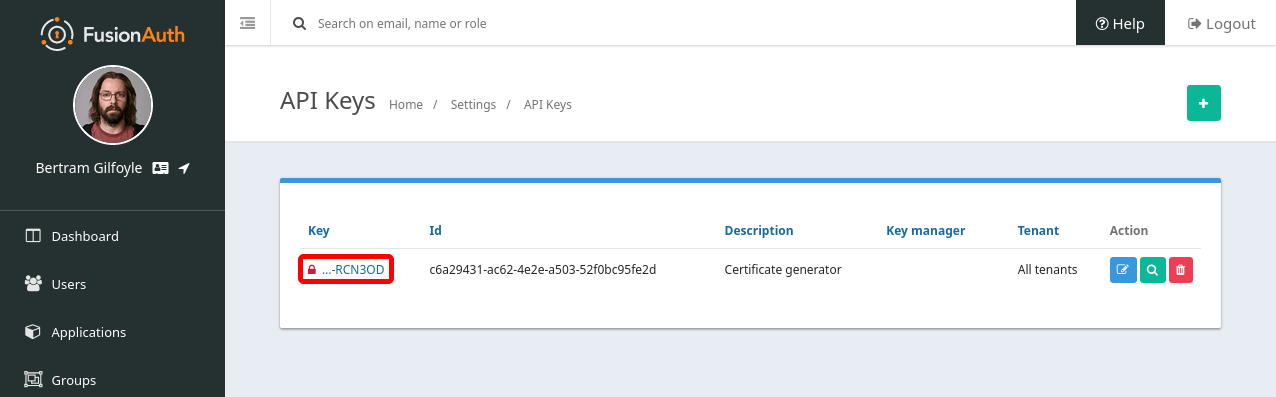 FusionAuth
Search on email, name or role
Help
Logout
API Keys
Home / Settings / API Keys
Bertram Gilfoyle
Dashboard
Users
Applications
Groups
Key Id Description Key manager Tenant Action
...-RCN3OD c6a29431-ac62-4e2e-a503-52f0bc95fe2d Certificate generator All tenants